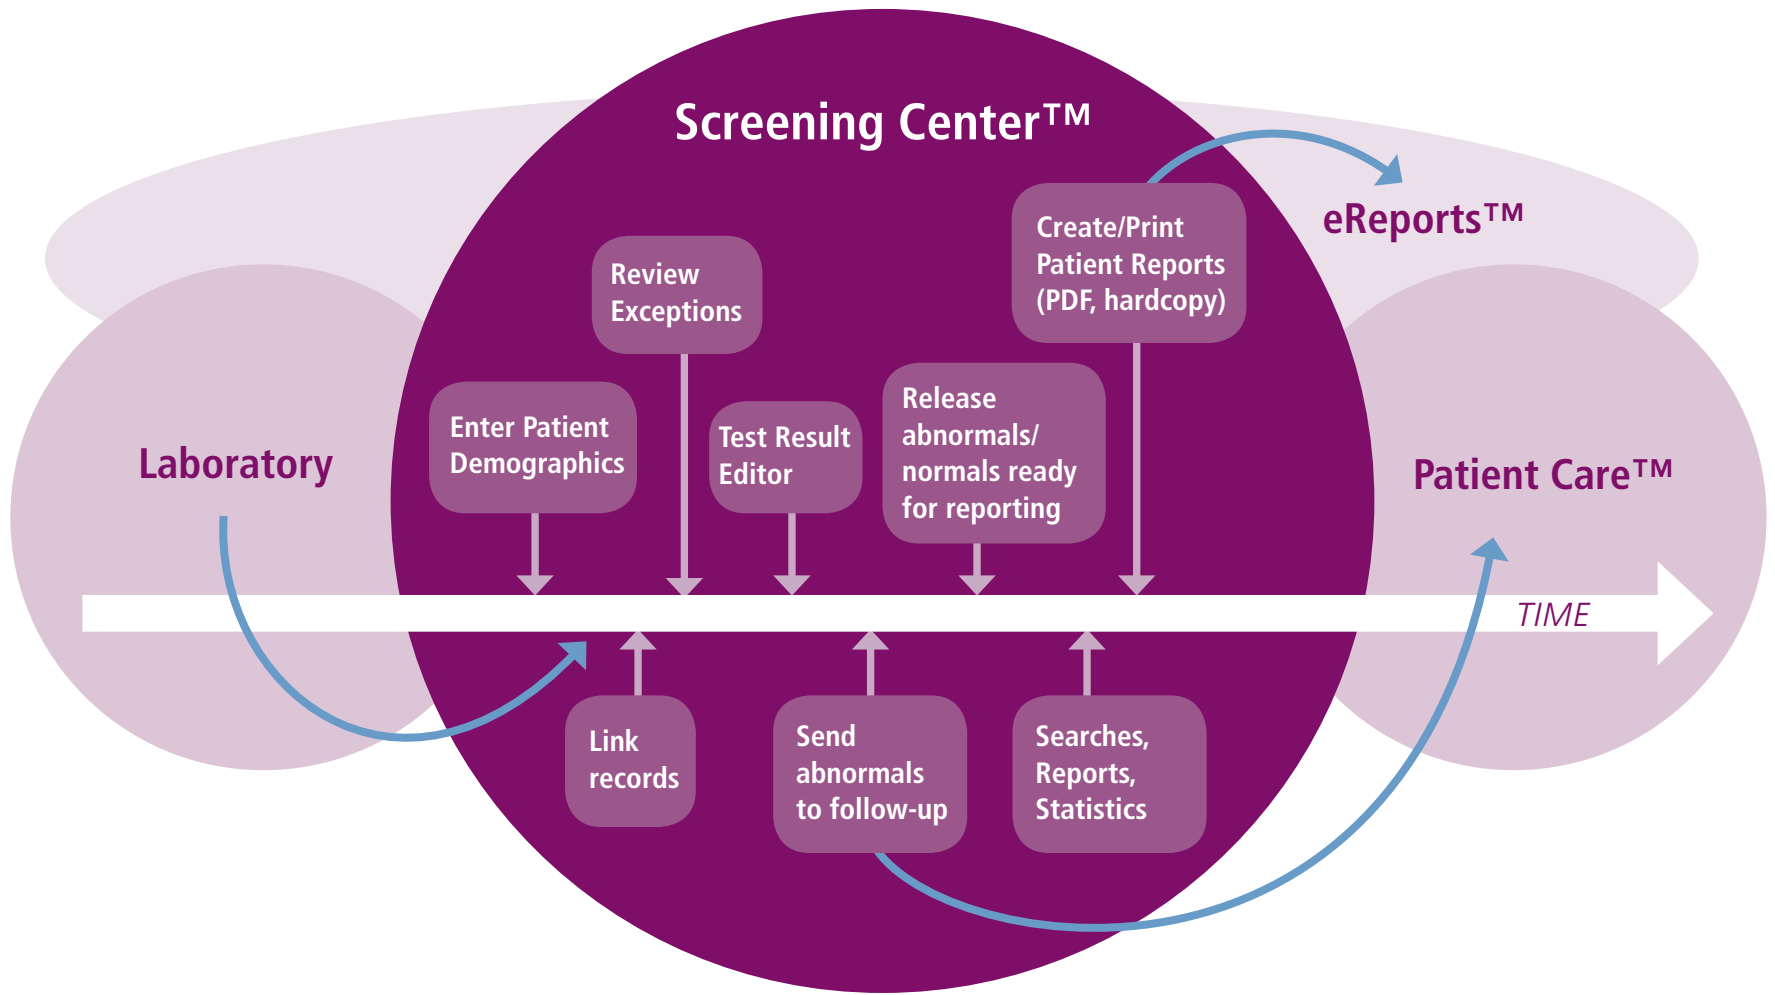 Screening Center™
eReports™
Create/Print
Patient Reports
(PDF, hardcopy)
Review
Exceptions
Enter Patient
Demographics
Test Result
Editor
Release
abnormals/
normals ready
for reporting
Laboratory
Patient Care™
TIME
Link
records
Send
abnormals
to follow-up
Searches,
Reports,
Statistics